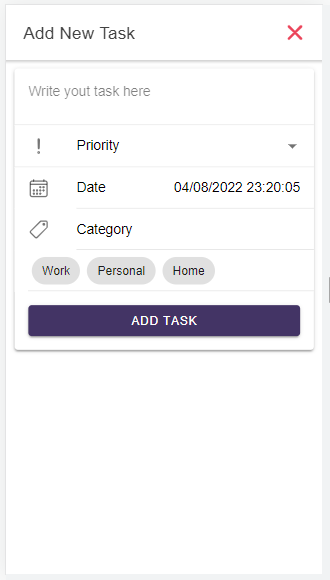 Add New Task
Write yout task here
Priority
Date 04/08/2022 23:20:05
Category
Work Personal Home
ADD TASK